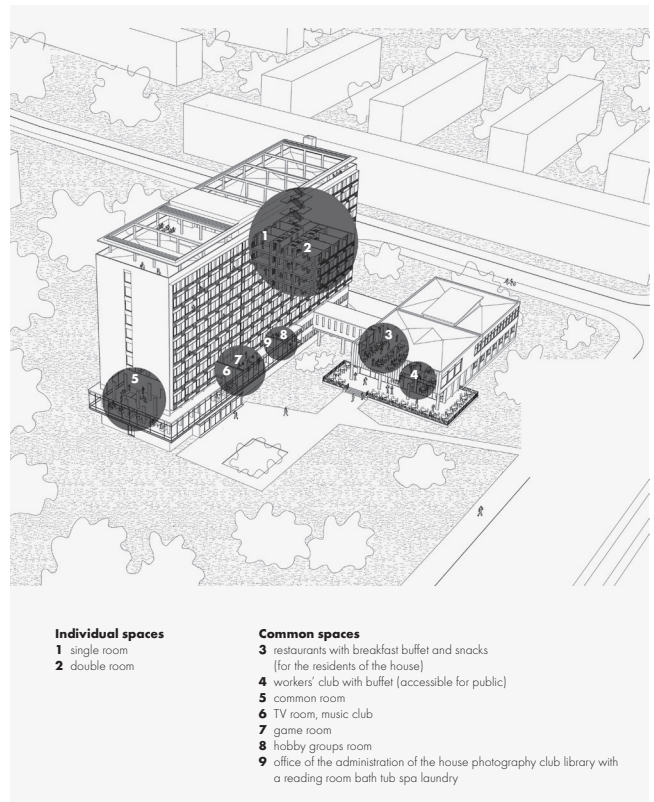 1
2
3
4
5
6
7
8
9
Individual spaces
1 single room
2 double room
Common spaces
3 restaurants with breakfast buffet and snacks
(for the residents of the house)
4 workers' club with buffet (accessible for public)
5 common room
6 TV room, music club
7 game room
8 hobby groups room
9 office of the administration of the house photography club library with
a reading room bath tub spa laundry